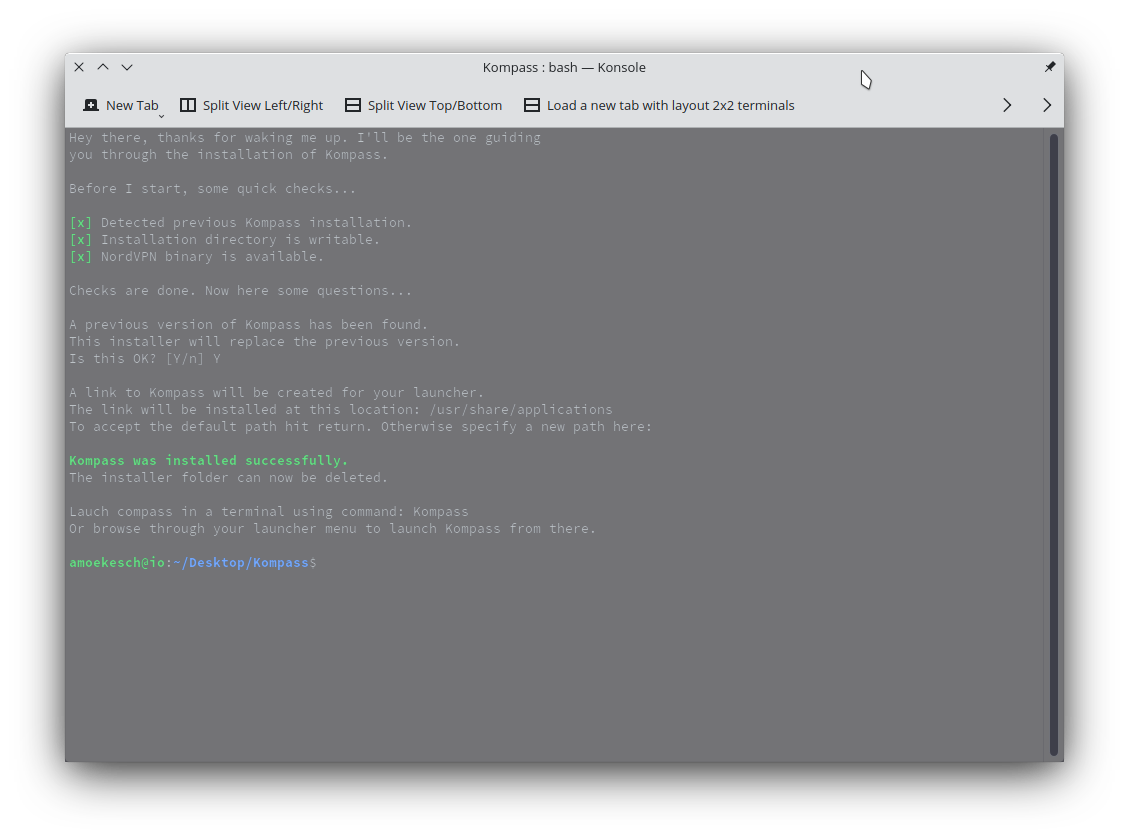 Kompass : bash — Konsole
New Tab Split View Left/Right Split View Top/Bottom Load a new tab with layout 2x2 terminals
Hey there, thanks for waking me up. I'll be the one guiding
you through the installation of Kompass.
Before I start, some quick checks...
[x] Detected previous Kompass installation.
[x] Installation directory is writable.
[x] NordVPN binary is available.
Checks are done. Now here some questions...
A previous version of Kompass has been found.
This installer will replace the previous version.
Is this OK? [Y/n] Y
A link to Kompass will be created for your launcher.
The link will be installed at this location: /usr/share/applications
To accept the default path hit return. Otherwise specify a new path here:
Kompass was installed successfully.
The installer folder can now be deleted.
Lauch compass in a terminal using command: Kompass
Or browse through your launcher menu to launch Kompass from there.
amoekesch@io:~/Desktop/Kompass$